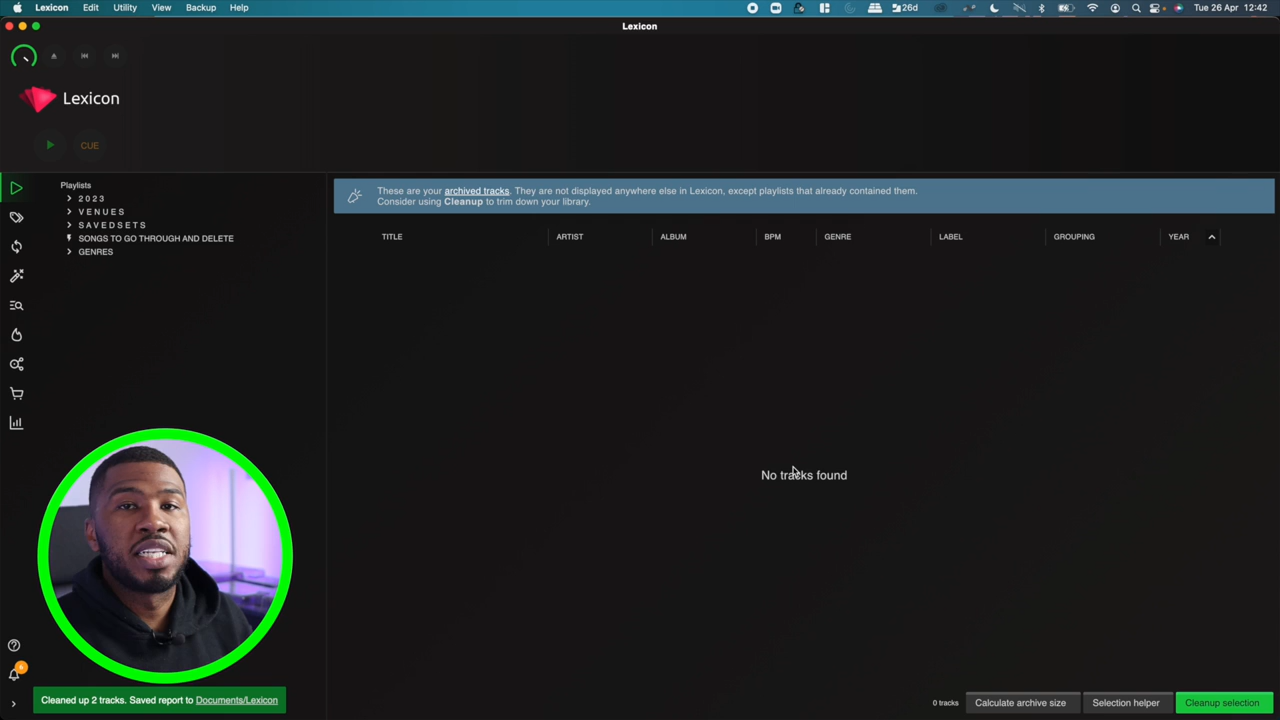 Lexicon Edit Utility View Backup Help 26d Tue 26 Apr 12:42
Lexicon
Lexicon
CUE
Playlists
2023
VENUES
SAVEDSETS
SONGS TO GO THROUGH AND DELETE
GENRES
These are your archived tracks. They are not displayed anywhere else in Lexicon, except playlists that already contained them.
Consider using Cleanup to trim down your library.
TITLE ARTIST ALBUM BPM GENRE LABEL GROUPING YEAR
No tracks found
6
Cleaned up 2 tracks. Saved report to Documents/Lexicon
0 tracks Calculate archive size Selection helper Cleanup selection